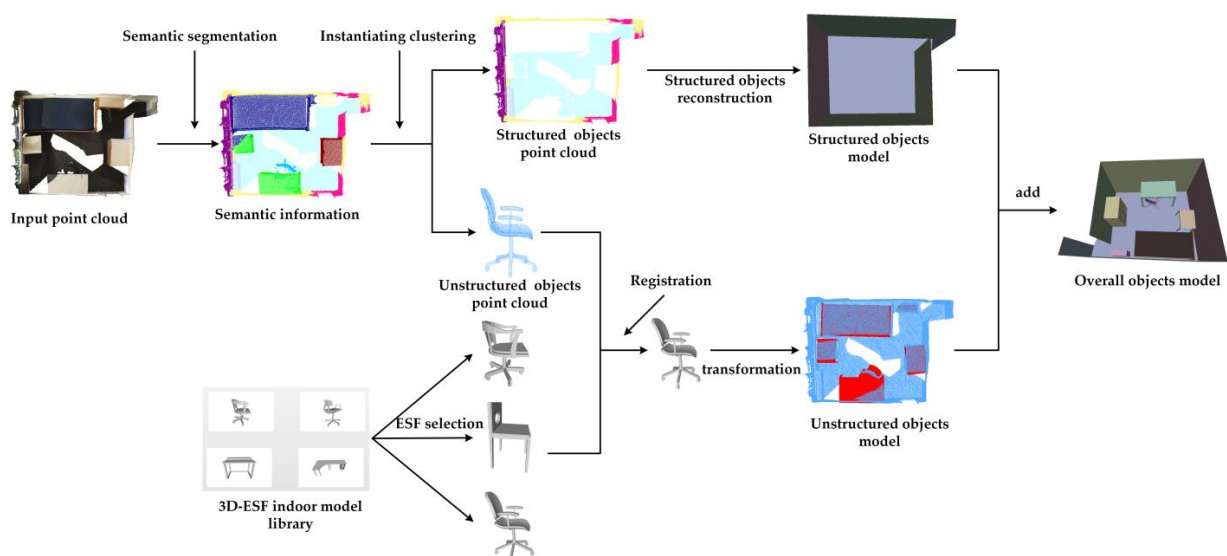 Semantic segmentation
Instantiating clustering
Input point cloud
Semantic information
Structured objects
point cloud
Structured objects
reconstruction
Structured objects
model
Unstructured objects
point cloud
Registration
add
Overall objects model
transformation
Unstructured objects
model
ESF selection
3D-ESF indoor model
library